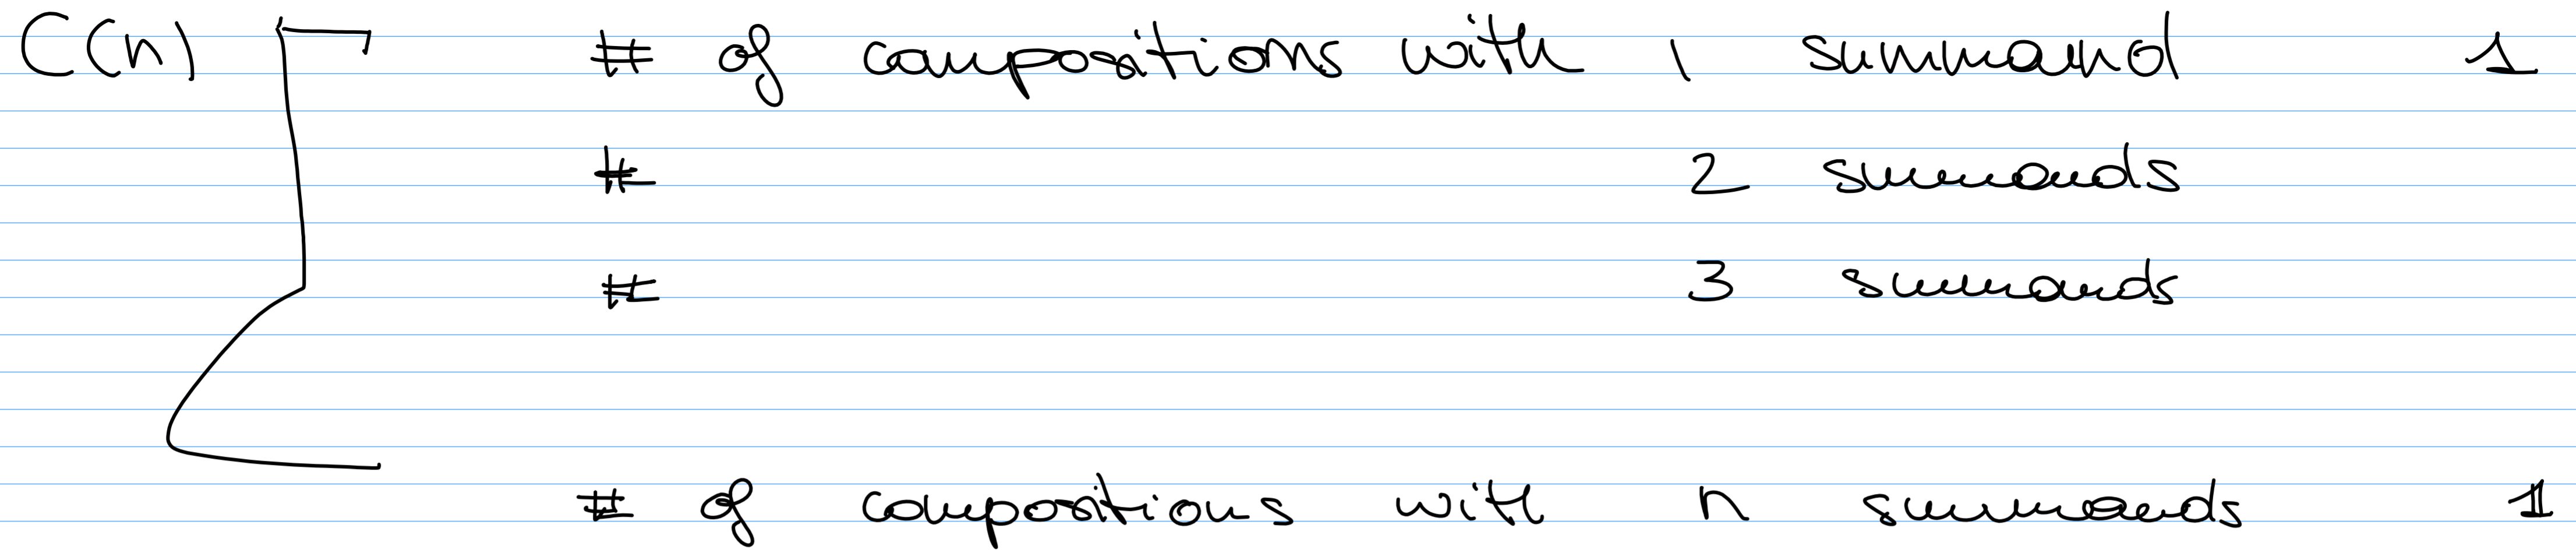 C(n) # of compositions with 1 summand 1
# 2 summands
# 3 summands
# of compositions with n summands 1